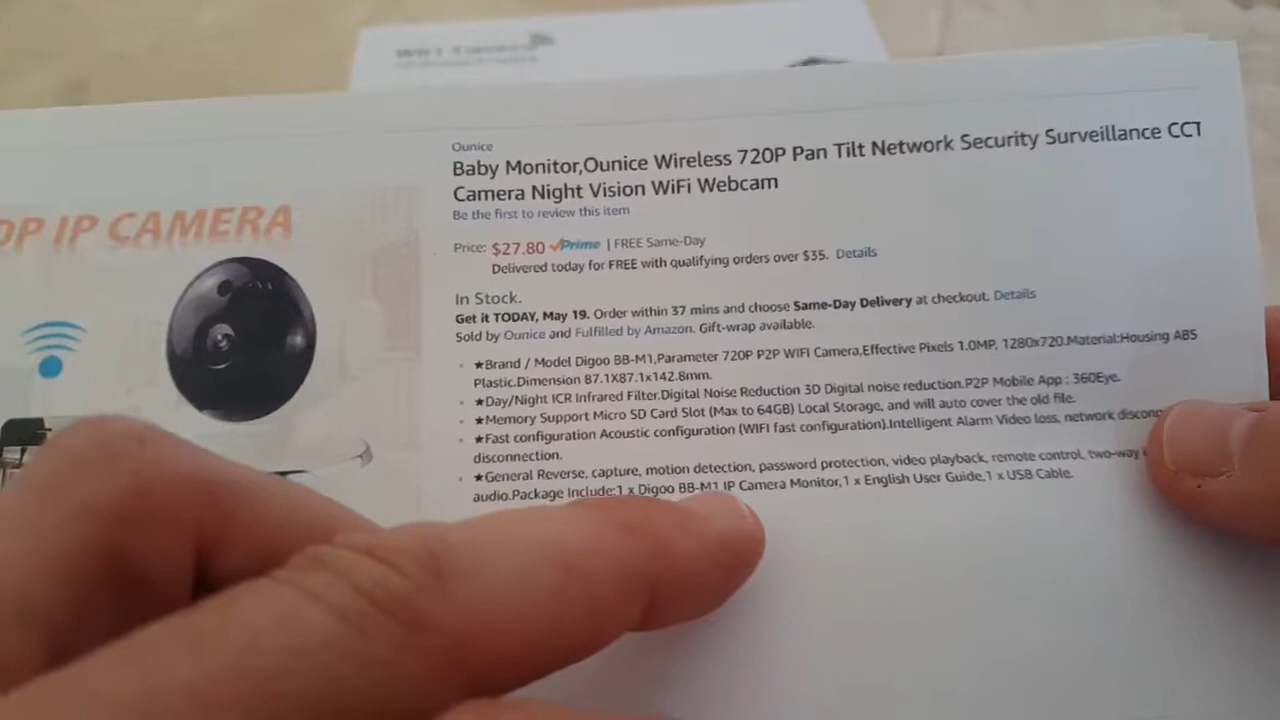 Ounice
Baby Monitor,Ounice Wireless 720P Pan Tilt Network Security Surveillance CCT
Camera Night Vision WiFi Webcam
Be the first to review this item
P IP CAMERA
Price: $27.80 Prime | FREE Same-Day
Delivered today for FREE with qualifying orders over $35. Details
In Stock.
Get it TODAY, May 19. Order within 37 mins and choose Same-Day Delivery at checkout. Details
Sold by Ounice and Fulfilled by Amazon. Gift-wrap available.
★Brand / Model Digoo BB-M1,Parameter 720P P2P WIFI Camera,Effective Pixels 1.0MP, 1280x720.Material:Housing ABS
Plastic.Dimension 87.1X87.1x142.8mm.
★Day/Night ICR Infrared Filter.Digital Noise Reduction 3D Digital noise reduction.P2P Mobile App : 360Eye.
★Memory Support Micro SD Card Slot (Max to 64GB) Local Storage, and will auto cover the old file.
★Fast configuration Acoustic configuration (WIFI fast configuration).Intelligent Alarm Video loss, network disconn
disconnection.
★General Reverse, capture, motion detection, password protection, video playback, remote control, two-way
audio.Package Include:1 x Digoo BB-M1 IP Camera Monitor,1 x English User Guide,1 x USB Cable.